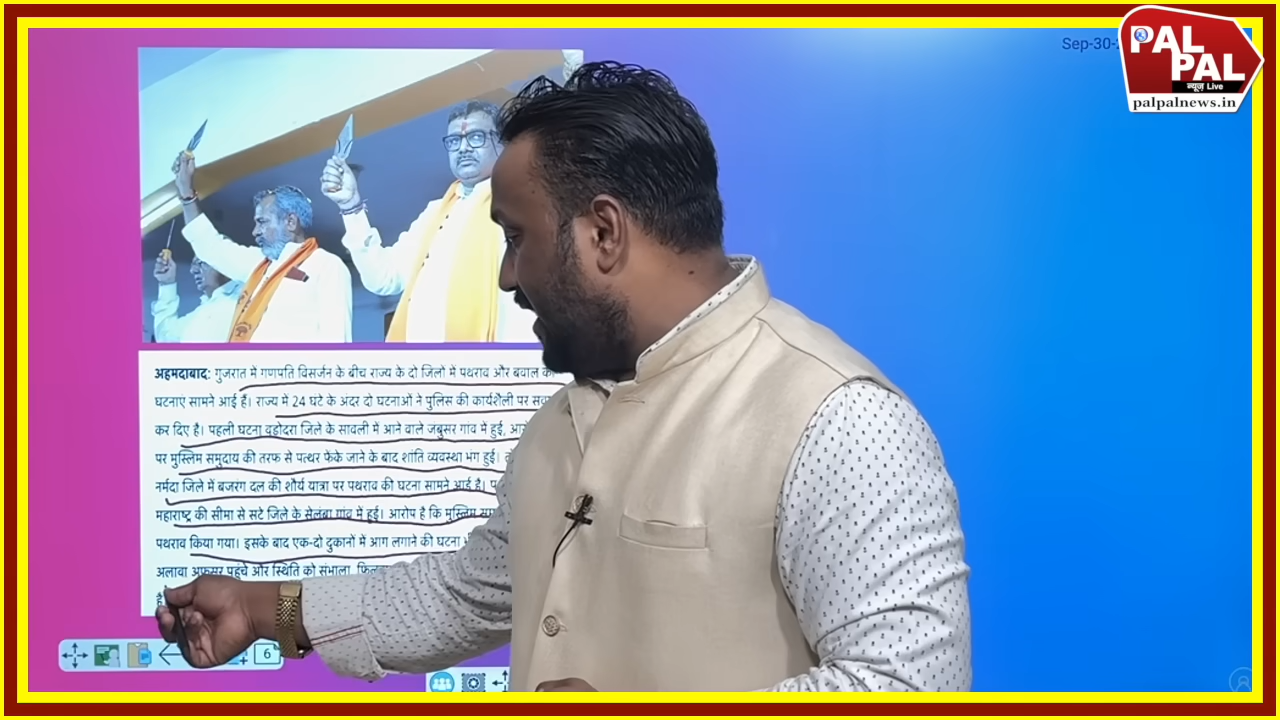 Sep-30-
PAL
PAL
न्यूज़ Live
palpalnews.in
अहमदाबाद: गुजरात में गणपति विसर्जन के बीच राज्य के दो जिलों में पथराव और बवाल की
घटनाएं सामने आई हैं। राज्य में 24 घंटे के अंदर दो घटनाओं ने पुलिस की कार्यशैली पर
कर दिए है। पहली घटना वडोदरा जिले के सावली में आने वाले जंबुसर गांव में हुई,
पर मुस्लिम समुदाय की तरफ से पत्थर फेंके जाने के बाद शांति व्यवस्था भंग हुई।
नर्मदा जिले में बजरंग दल की शौर्य यात्रा पर पथराव की घटना सामने आई है।
महाराष्ट्र की सीमा से सटे जिले के सेलंबा गांव में हुई। आरोप है कि मुस्लिम
पथराव किया गया। इसके बाद एक-दो दुकानों में आग लगाने की घटना
अलावा अफसर पहुंचे और स्थिति को संभाला,
6